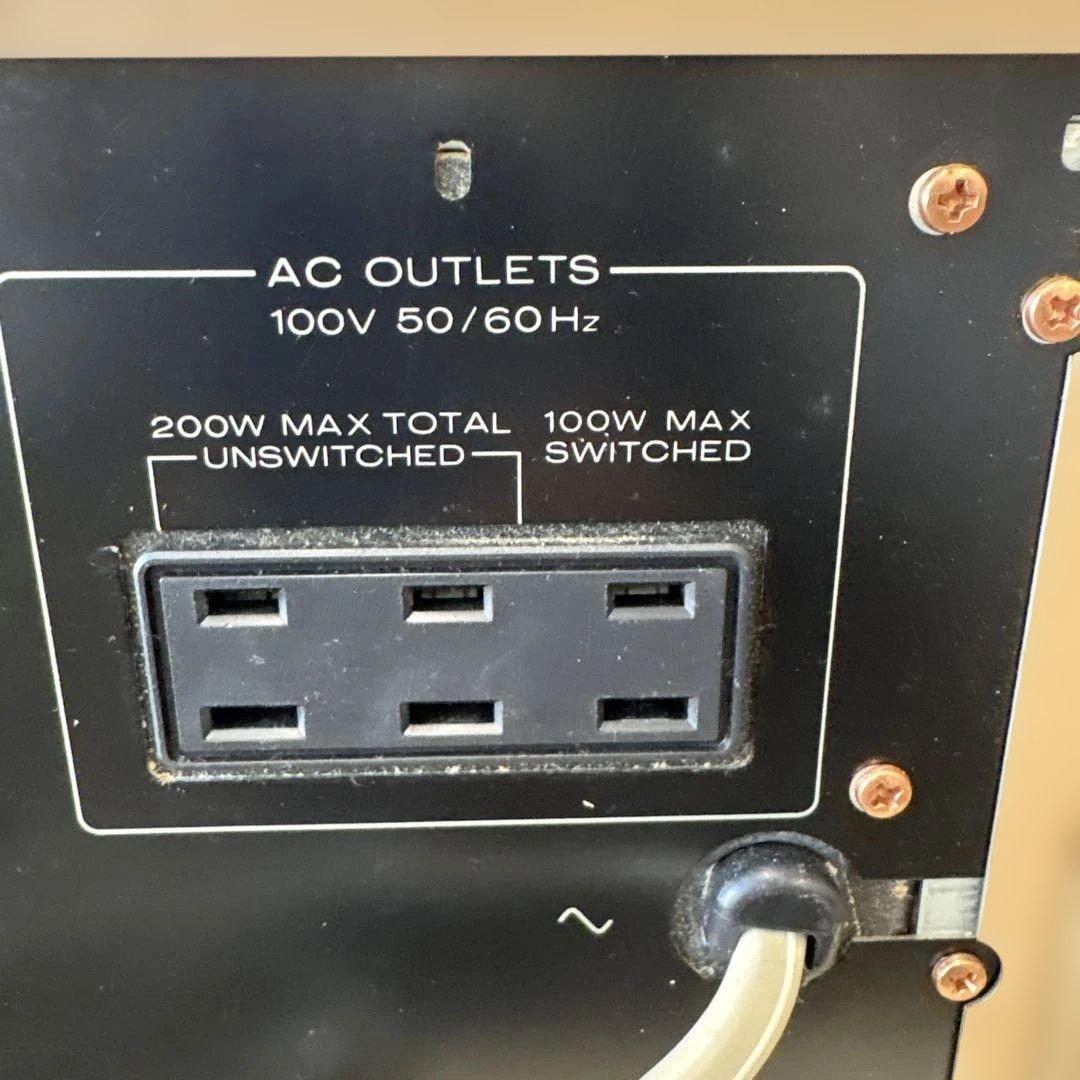 AC OUTLETS
100V 50/60Hz
200W MAX TOTAL
UNSWITCHED
100W MAX
SWITCHED
~